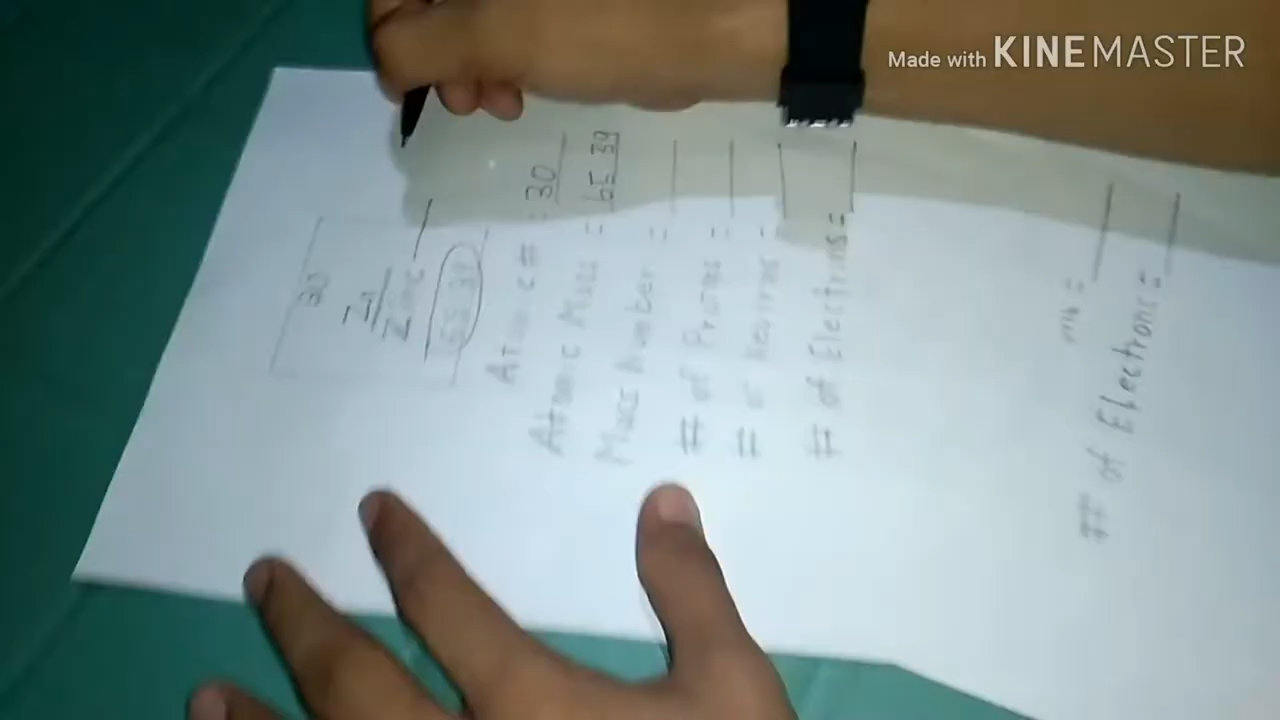 Made with KINEMASTER
30
Zn
Zinc
65.39
Atomic # = 30
Atomic Mass = 65.39
Mass Number =
# of Protons =
# of Neutrons =
# of Electrons =
# of Electrons =